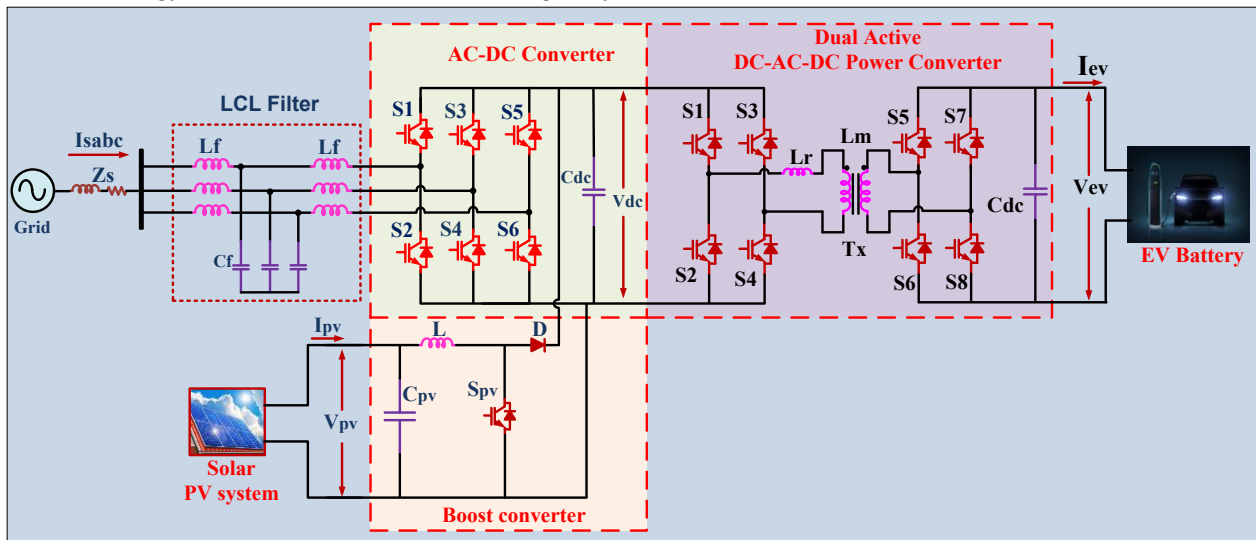 AC-DC Converter
Dual Active
DC-AC-DC Power Converter
Iev
LCL Filter
Isabc
Lf
Lf
Zs
Grid
Cf
S1
S3
S5
S2
S4
S6
Cdc
Vdc
S1
S3
Lr
Lm
Tx
S2
S4
S5
S7
S6
S8
Cdc
Vev
EV Battery
Ipv
L
D
Cpv
Spv
Vpv
Solar
PV system
Boost converter